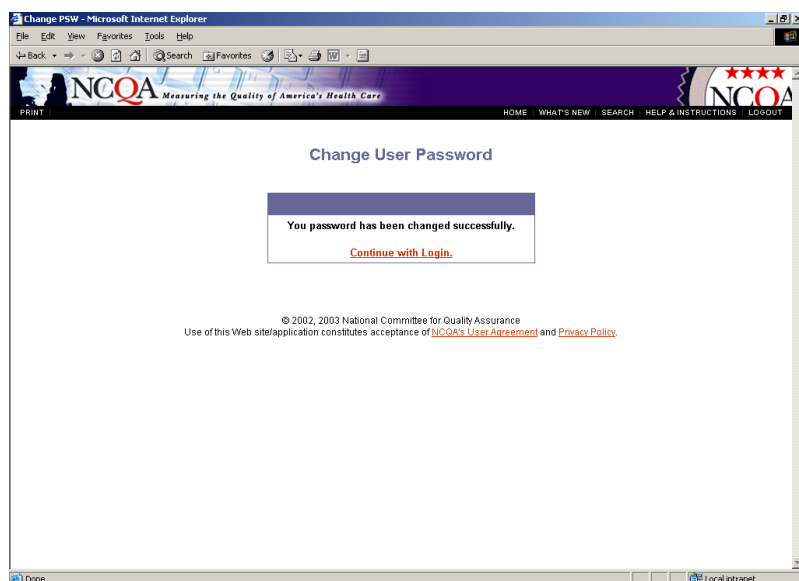 Change PSW - Microsoft Internet Explorer
File Edit View Favorites Tools Help
Back Search Favorites
NCQA Measuring the Quality of America's Health Care
NCQA
PRINT | HOME | WHAT'S NEW | SEARCH | HELP & INSTRUCTIONS | LOGOUT
Change User Password
You password has been changed successfully.
Continue with Login.
© 2002, 2003 National Committee for Quality Assurance
Use of this Web site/application constitutes acceptance of NCQA's User Agreement and Privacy Policy.
Done Local intranet